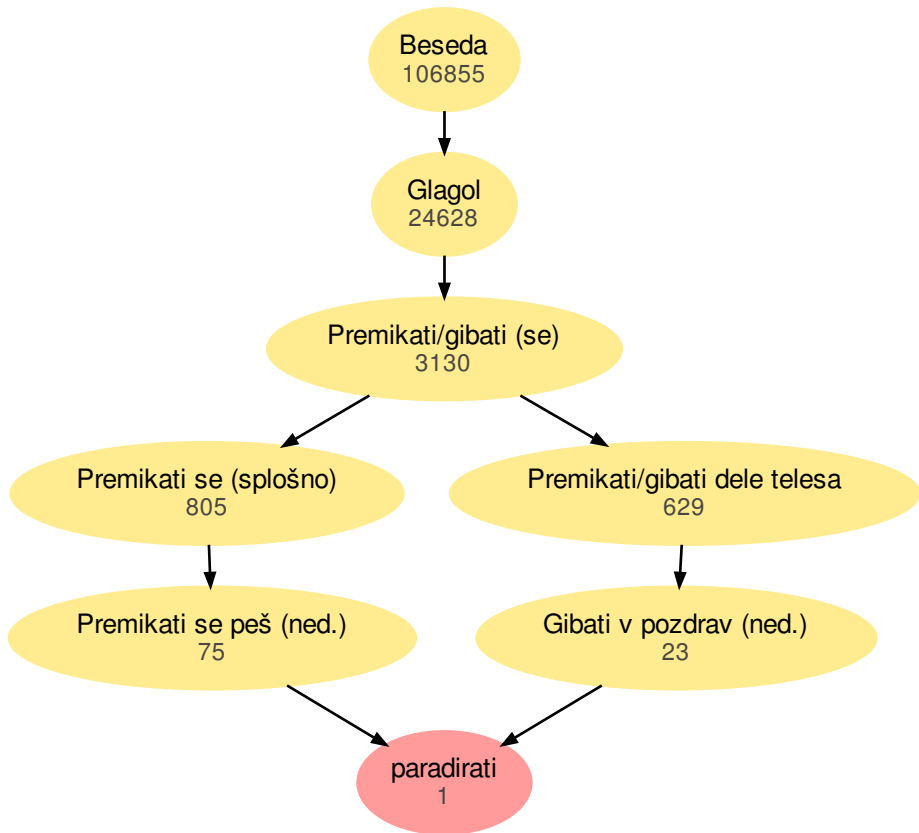 Beseda
106855
Glagol
24628
Premikati/gibati (se)
3130
Premikati se (splošno)
805
Premikati/gibati dele telesa
629
Premikati se peš (ned.)
75
Gibati v pozdrav (ned.)
23
paradirati
1